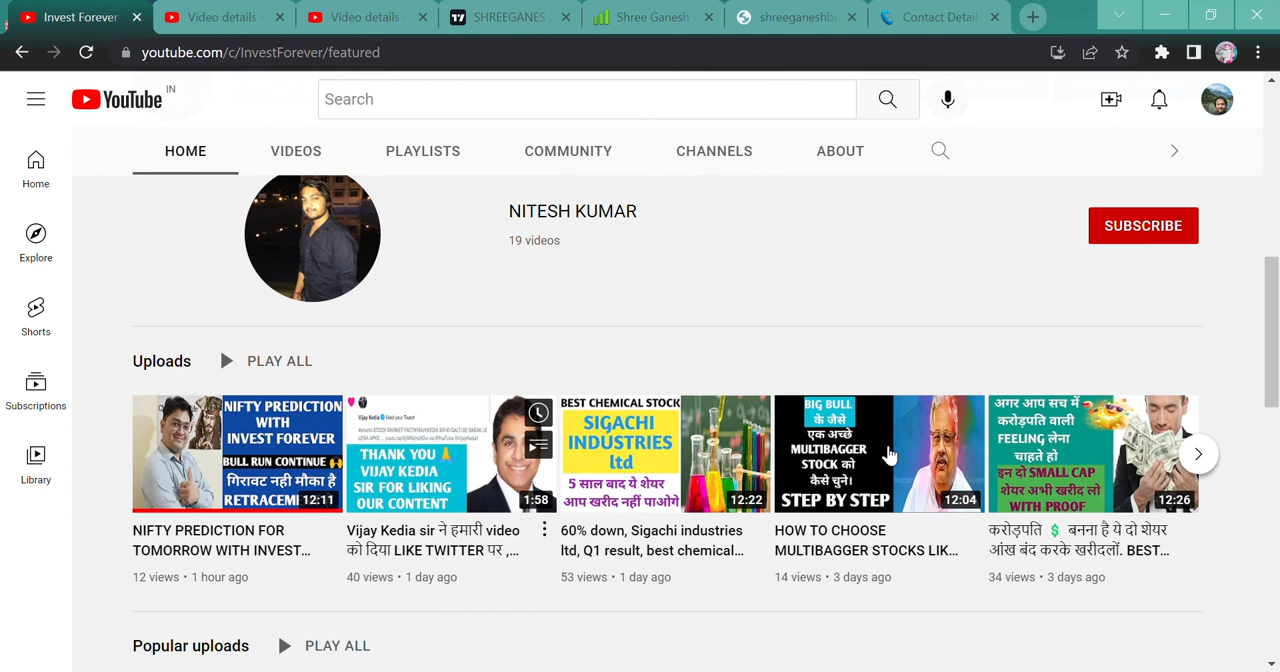 Invest Forever
Video details
Video details
SHREEGANES
Shree Ganesh
shreeganeshb
Contact Detail
youtube.com/c/InvestForever/featured
YouTube IN
Search
HOME VIDEOS PLAYLISTS COMMUNITY CHANNELS ABOUT
Home
Explore
Shorts
Subscriptions
Library
NITESH KUMAR
19 videos
SUBSCRIBE
Uploads PLAY ALL
NIFTY PREDICTION
WITH
INVEST FOREVER
BULL RUN CONTINUE
गिरावट नही मौका है
RETRACEM
12:11
Vijay Kedia liked your Tweet
THANK YOU
VIJAY KEDIA
SIR FOR LIKING
OUR CONTENT
1:58
BEST CHEMICAL STOCK
SIGACHI
INDUSTRIES
ltd
5 साल बाद ये शेयर
आप खरीद नही पाओगे
12:22
BIG BULL
के जैसे
एक अच्छे
MULTIBAGGER
STOCK को
कैसे चुने।
STEP BY STEP
12:04
अगर आप सच में
करोड़पति वाली
FEELING लेना
चाहते हो
इन दो SMALL CAP
शेयर अभी खरीद लो
WITH PROOF
12:26
NIFTY PREDICTION FOR
TOMORROW WITH INVEST...
12 views • 1 hour ago
Vijay Kedia sir ने हमारी video
को दिया LIKE TWITTER पर ,...
40 views • 1 day ago
60% down, Sigachi industries
ltd, Q1 result, best chemical...
53 views • 1 day ago
HOW TO CHOOSE
MULTIBAGGER STOCKS LIK...
14 views • 3 days ago
करोड़पति 💲 बनना है ये दो शेयर
आंख बंद करके खरीदलों. BEST...
34 views • 3 days ago
Popular uploads PLAY ALL